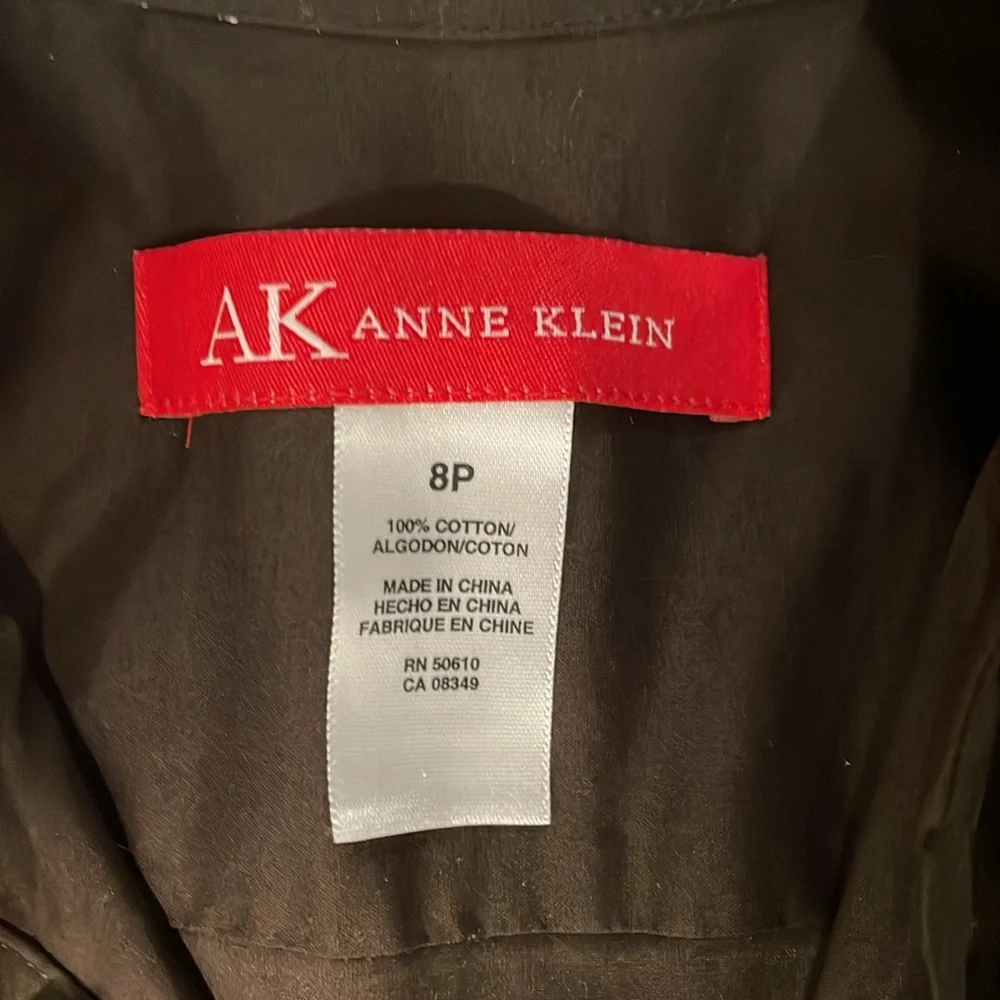 AK ANNE KLEIN
8P
100% COTTON/
ALGODON/COTON
MADE IN CHINA
HECHO EN CHINA
FABRIQUE EN CHINE
RN 50610
CA 08349